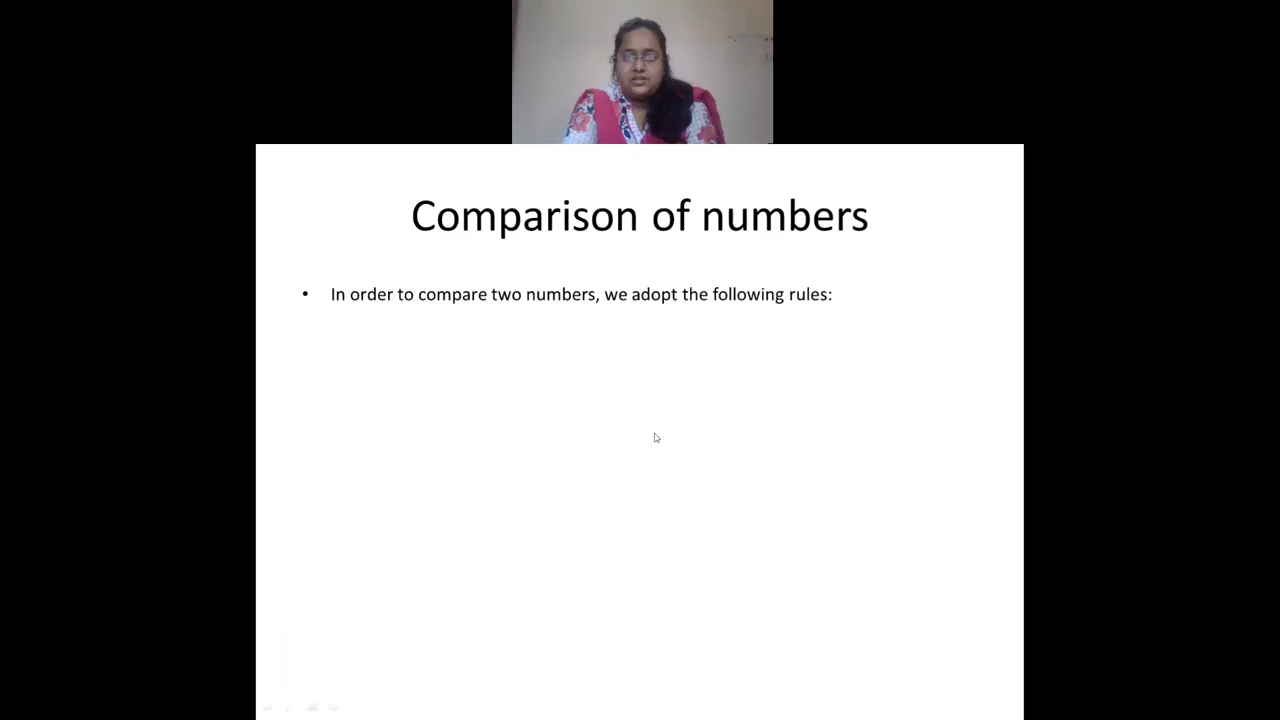 Comparison of numbers
• In order to compare two numbers, we adopt the following rules: